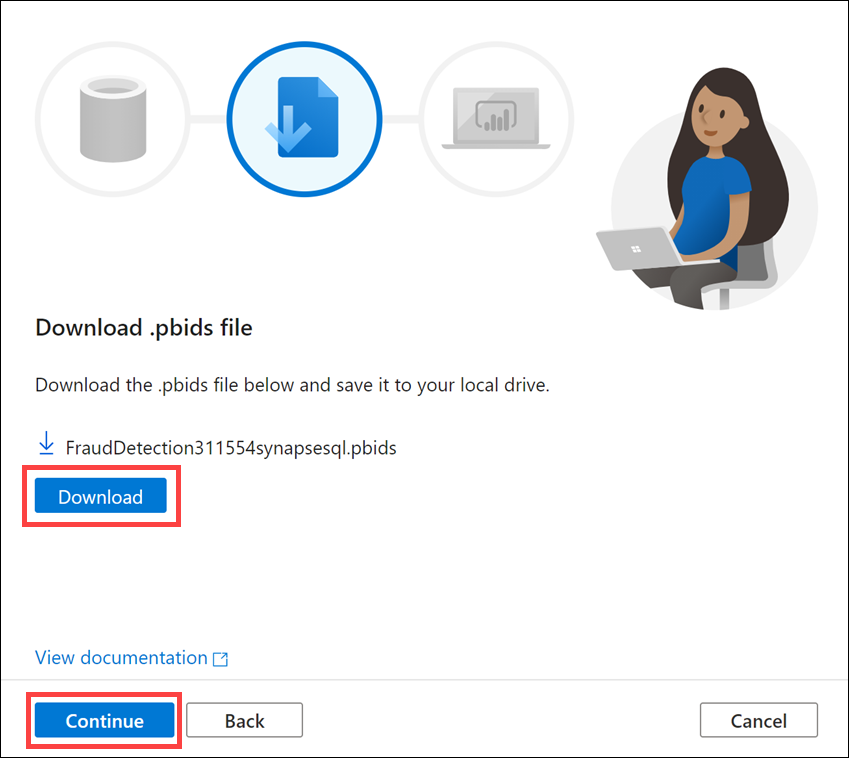 Download .pbids file
Download the .pbids file below and save it to your local drive.
FraudDetection311554synapsesql.pbids
Download
View documentation
Continue Back Cancel